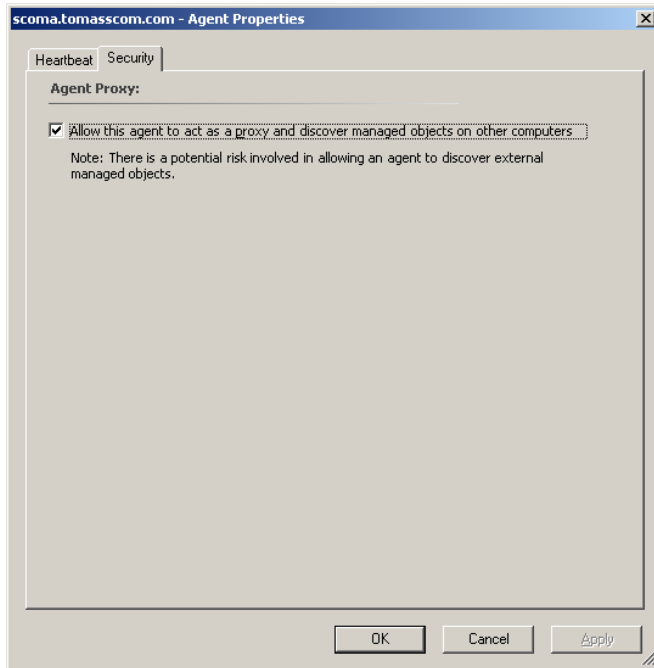 scoma.tomasscom.com - Agent Properties
Heartbeat Security
Agent Proxy:
Allow this agent to act as a proxy and discover managed objects on other computers
Note: There is a potential risk involved in allowing an agent to discover external
managed objects.
OK Cancel Apply